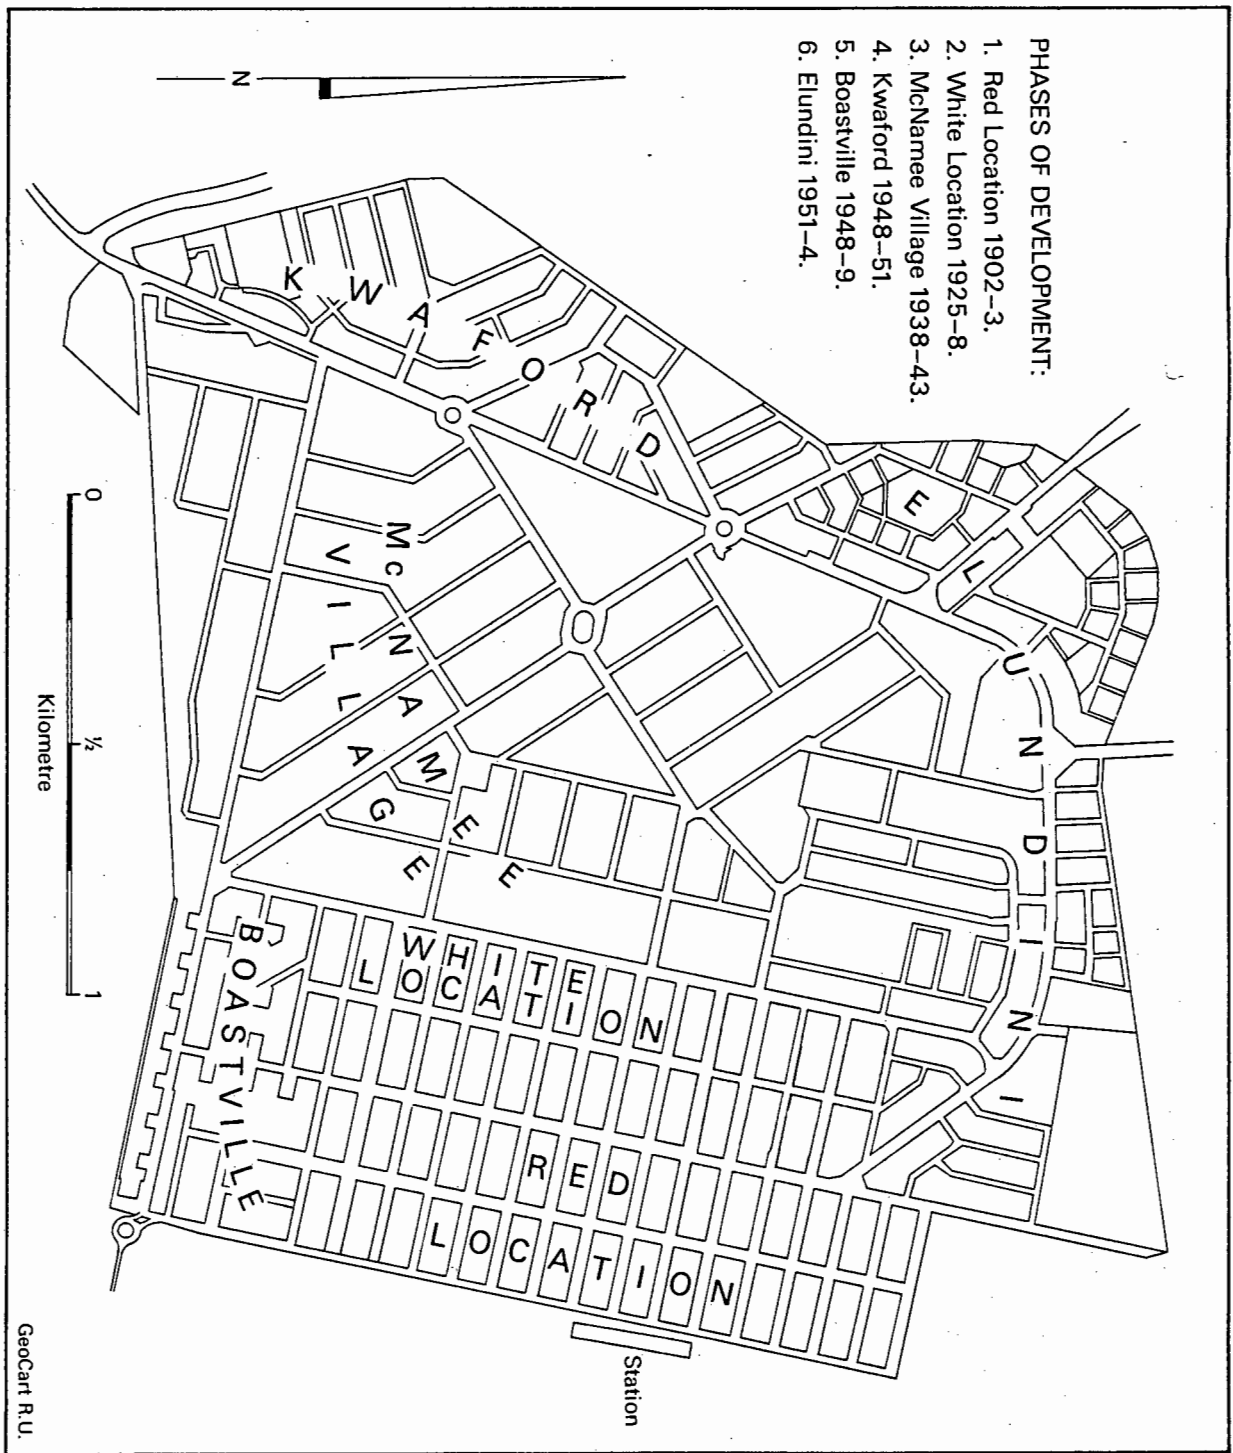 PHASES OF DEVELOPMENT:
1. Red Location 1902–3.
2. White Location 1925–8.
3. McNamee Village 1938–43.
4. Kwaford 1948–51.
5. Boastville 1948–9.
6. Elundini 1951–4.
N
KWAFORD
ELUNDINI
McNAMEE
VILLAGE
WHITE
LOCATION
RED
LOCATION
BOASTVILLE
Station
0 ½ 1
Kilometre
GeoCart R.U.